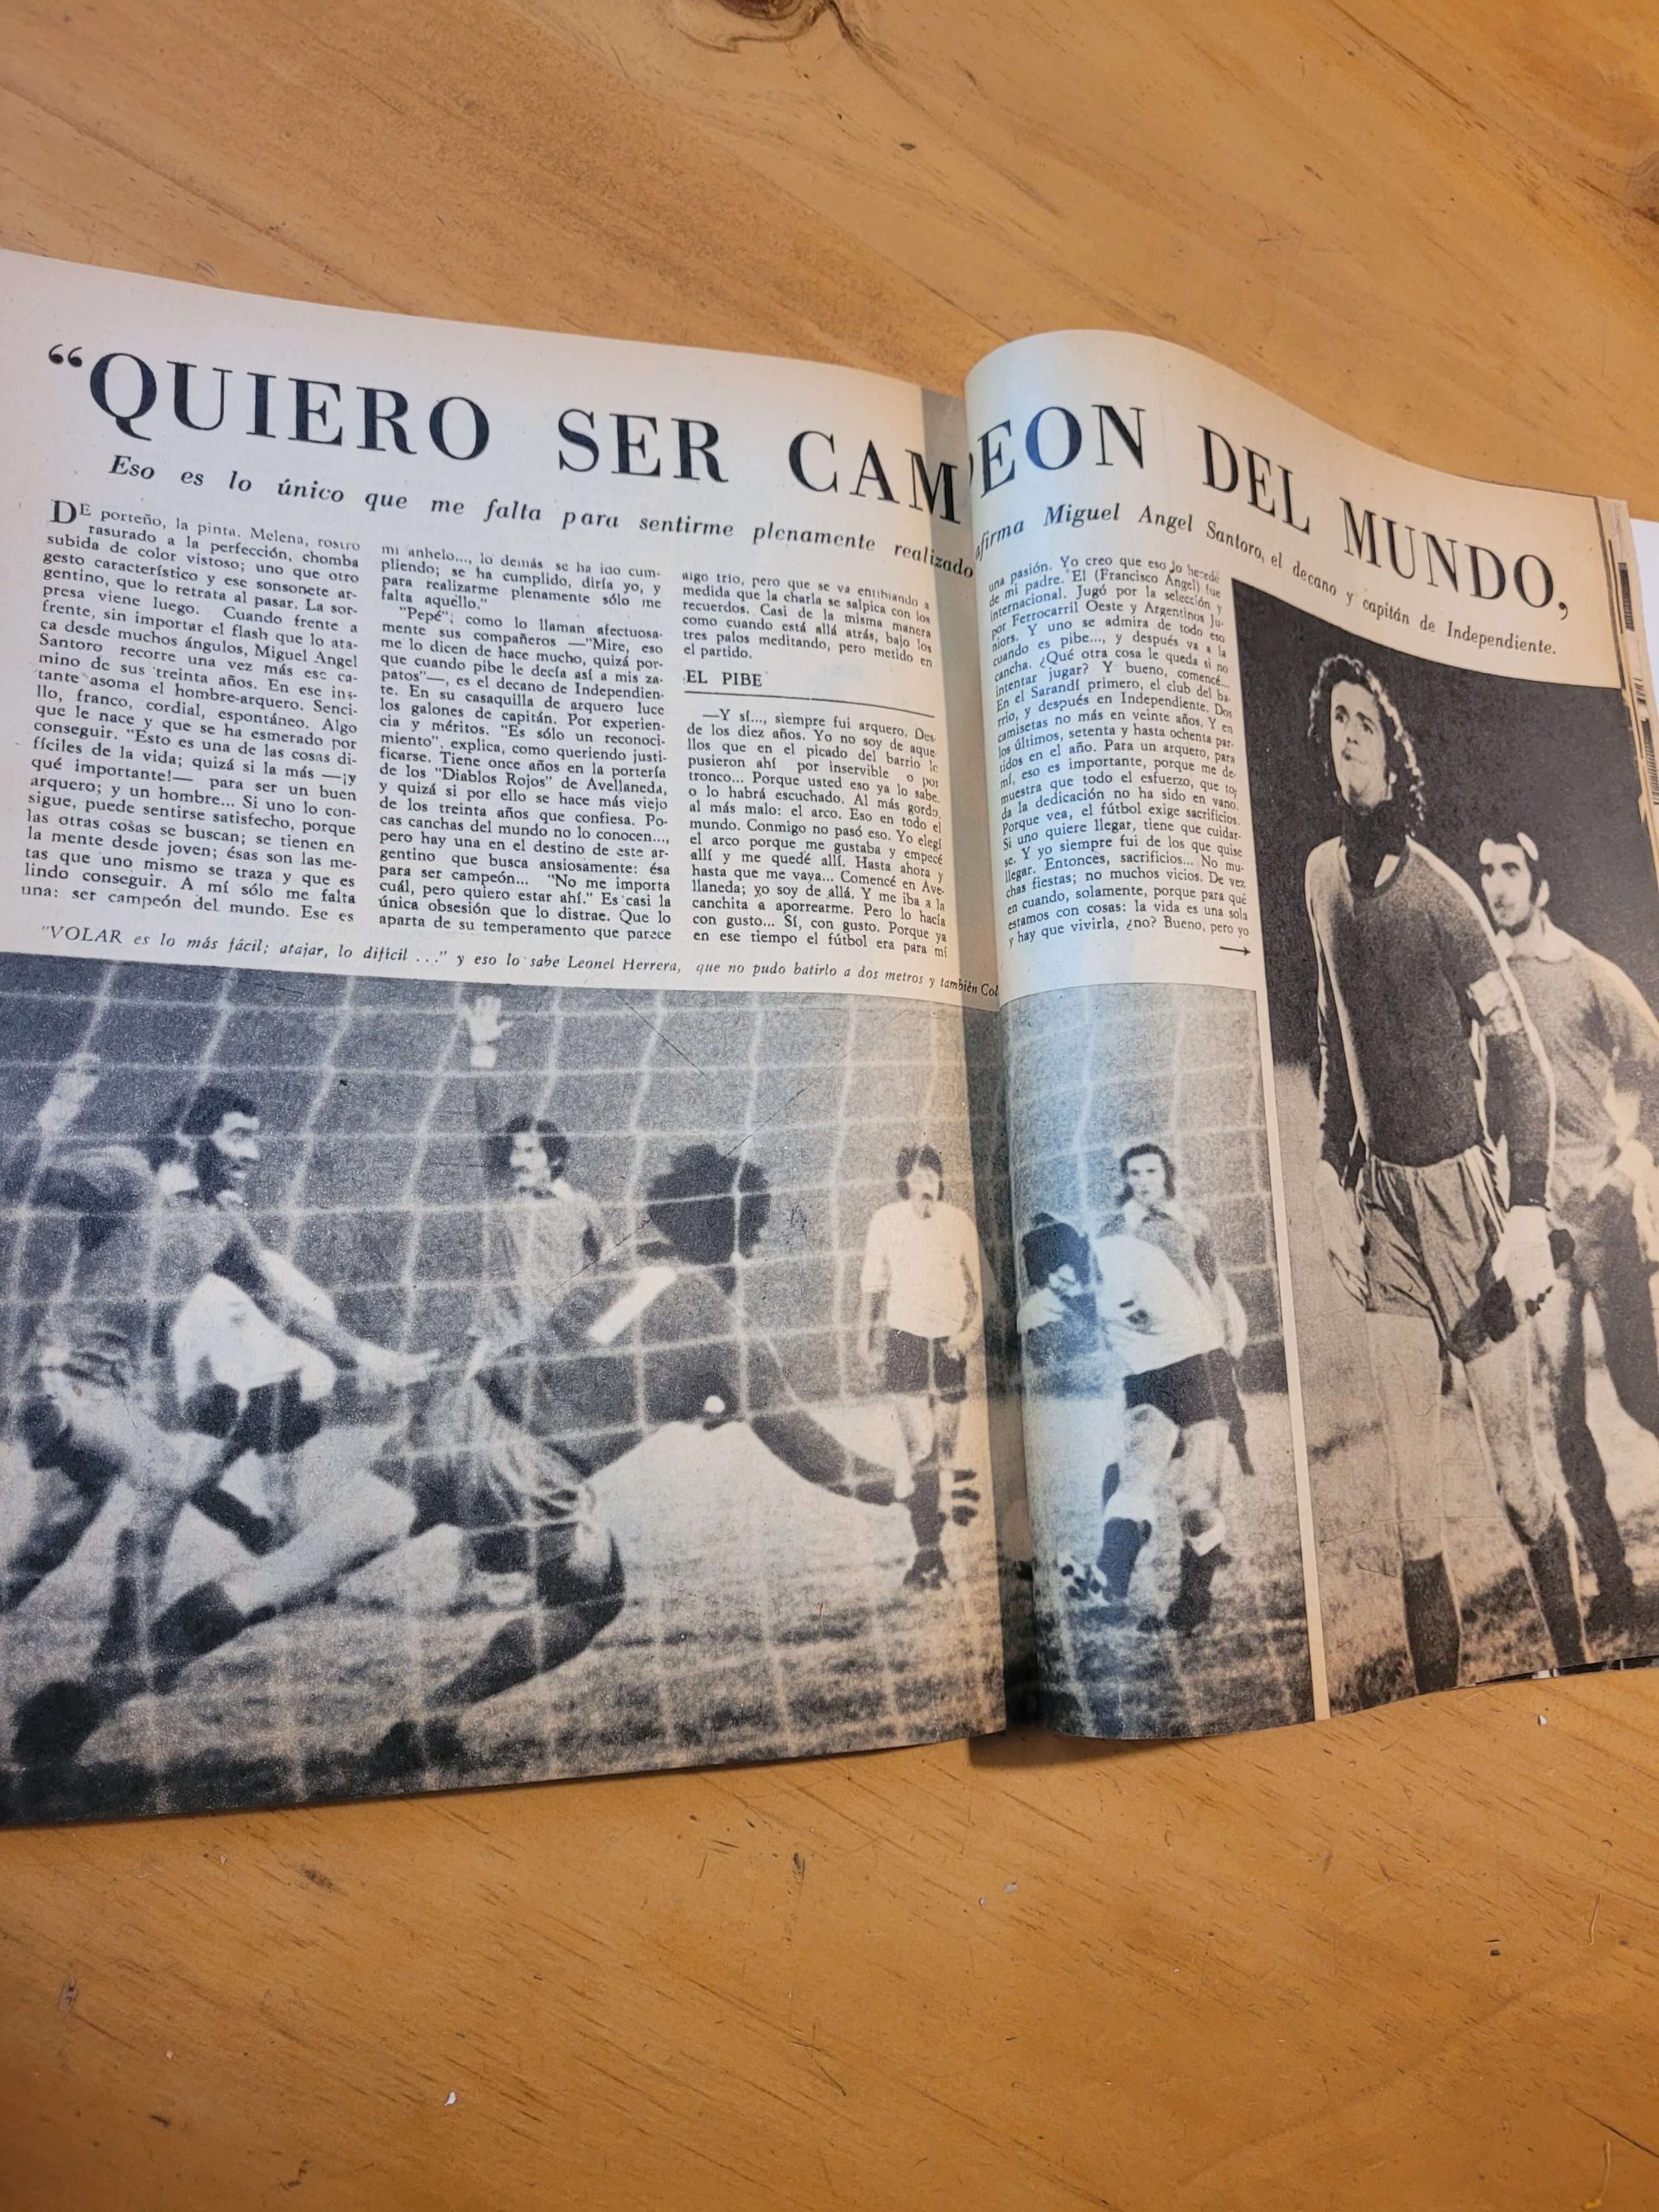 “QUIERO SER CAMPEON DEL MUNDO,
Eso es lo único que me falta para sentirme plenamente realizado
afirma Miguel Angel Santoro, el decano y capitán de Independiente.
DE porteño, la pinta. Melena, rostro
rasurado a la perfección, chomba
subida de color vistoso; uno que otro
gesto característico y ese sonsonete ar-
gentino, que lo retrata al pasar. La sor-
presa viene luego. Cuando frente a
frente, sin importar el flash que lo ata-
ca desde muchos ángulos, Miguel Angel
Santoro recorre una vez más ese ca-
mino de sus treinta años. En ese ins-
tante asoma el hombre-arquero. Senci-
llo, franco, cordial, espontáneo. Algo
que le nace y que se ha esmerado por
conseguir. "Esto es una de las cosas di-
fíciles de la vida; quizá si la más —¡y
qué importante!— para ser un buen
arquero; y un hombre... Si uno lo con-
sigue, puede sentirse satisfecho, porque
las otras cosas se buscan; se tienen en
la mente desde joven; ésas son las me-
tas que uno mismo se traza y que es
lindo conseguir. A mí sólo me falta
una: ser campeón del mundo. Ese es
mi anhelo..., lo demás se ha ido cum-
pliendo; se ha cumplido, diría yo, y
para realizarme plenamente sólo me
falta aquello."
"Pepé"; como lo llaman afectuosa-
mente sus compañeros —"Mire, eso
me lo dicen de hace mucho, quizá por-
que cuando pibe le decía así a mis za-
patos"—, es el decano de Independien-
te. En su casaquilla de arquero luce
los galones de capitán. Por experien-
cia y méritos. "Es sólo un reconoci-
miento", explica, como queriendo justi-
ficarse. Tiene once años en la portería
de los "Diablos Rojos" de Avellaneda,
y quizá si por ello se hace más viejo
de los treinta años que confiesa. Po-
cas canchas del mundo no lo conocen...,
pero hay una en el destino de este ar-
gentino que busca ansiosamente: ésa
para ser campeón... "No me importa
cuál, pero quiero estar ahí." Es casi la
única obsesión que lo distrae. Que lo
aparta de su temperamento que parece
algo frío, pero que se va entibiando a
medida que la charla se salpica con los
recuerdos. Casi de la misma manera
como cuando está allá atrás, bajo los
tres palos meditando, pero metido en
el partido.
EL PIBE
—Y sí..., siempre fui arquero. Des-
de los diez años. Yo no soy de aque-
llos que en el picado del barrio lo
pusieron ahí por inservible o por
tronco... Porque usted eso ya lo sabe,
o lo habrá escuchado. Al más gordo,
al más malo: el arco. Eso en todo el
mundo. Conmigo no pasó eso. Yo elegí
el arco porque me gustaba y empecé
allí y me quedé allí. Hasta ahora y
hasta que me vaya... Comencé en Ave-
llaneda; yo soy de allá. Y me iba a la
canchita a aporrearme. Pero lo hacía
con gusto... Sí, con gusto. Porque ya
en ese tiempo el fútbol era para mí
una pasión. Yo creo que eso lo heredé
de mi padre. El (Francisco Angel) fue
internacional. Jugó por la selección y
por Ferrocarril Oeste y Argentinos Ju-
niors. Y uno se admira de todo eso
cuando es pibe..., y después va a la
cancha. ¿Qué otra cosa le queda si no
intentar jugar? Y bueno, comencé...
En el Sarandí primero, el club del ba-
rrio, y después en Independiente. Dos
camisetas no más en veinte años. Y en
los últimos, setenta y hasta ochenta par-
tidos en el año. Para un arquero, para
mí, eso es importante, porque me de-
muestra que todo el esfuerzo, que to-
da la dedicación no ha sido en vano.
Porque vea, el fútbol exige sacrificios.
Si uno quiere llegar, tiene que cuidar-
se. Y yo siempre fui de los que quise
llegar. Entonces, sacrificios... No mu-
chas fiestas; no muchos vicios. De vez
en cuando, solamente, porque para qué
estamos con cosas: la vida es una sola
y hay que vivirla, ¿no? Bueno, pero yo
"VOLAR es lo más fácil; atajar, lo difícil ..." y eso lo sabe Leonel Herrera, que no pudo batirlo a dos metros y también Col